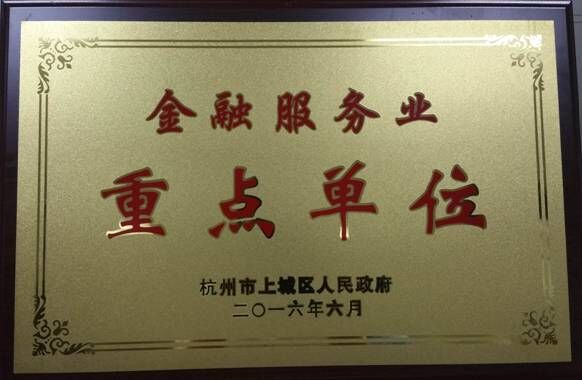 金融服务业
重点单位
杭州市上城区人民政府
二〇一六年六月